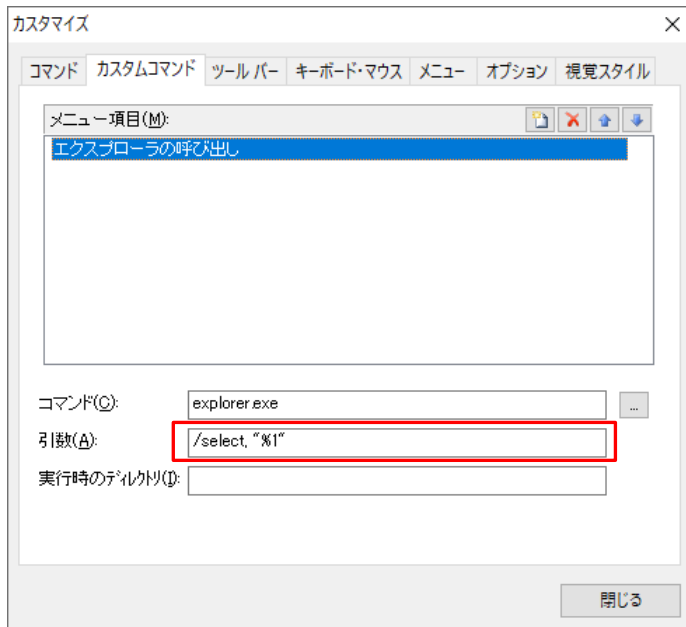 カスタマイズ
コマンド カスタムコマンド ツール バー キーボード・マウス メニュー オプション 視覚スタイル
メニュー項目(M):
エクスプローラの呼び出し
コマンド(C): explorer.exe ...
引数(A): /select, "%1"
実行時のディレクトリ(I):
閉じる